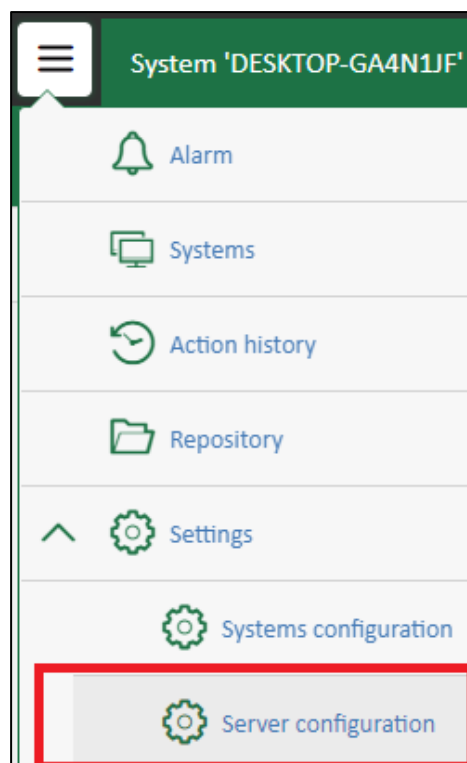 System 'DESKTOP-GA4N1JF'
Alarm
Systems
Action history
Repository
Settings
Systems configuration
Server configuration